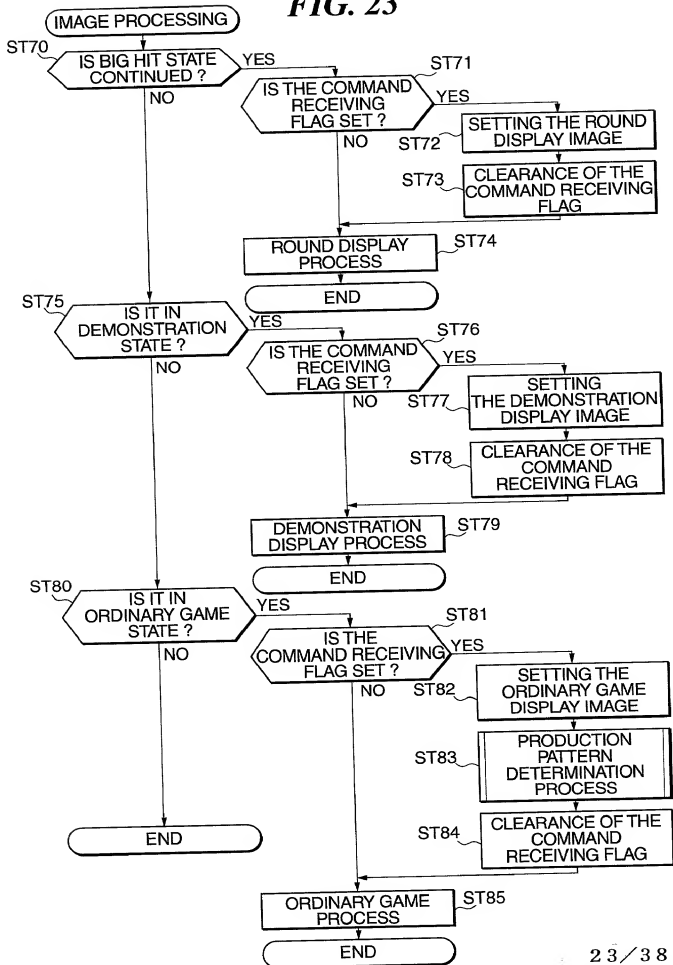 FIG. 23
IMAGE PROCESSING
ST70
IS BIG HIT STATE
CONTINUED ?
YES
NO
ST71
IS THE COMMAND
RECEIVING
FLAG SET ?
YES
NO
ST72
SETTING THE ROUND
DISPLAY IMAGE
ST73
CLEARANCE OF THE
COMMAND RECEIVING
FLAG
ROUND DISPLAY
PROCESS
ST74
END
ST75
IS IT IN
DEMONSTRATION
STATE ?
YES
NO
ST76
IS THE COMMAND
RECEIVING
FLAG SET ?
YES
NO
ST77
SETTING
THE DEMONSTRATION
DISPLAY IMAGE
ST78
CLEARANCE OF THE
COMMAND
RECEIVING FLAG
DEMONSTRATION
DISPLAY PROCESS
ST79
END
ST80
IS IT IN
ORDINARY GAME
STATE ?
YES
NO
ST81
IS THE
COMMAND RECEIVING
FLAG SET ?
YES
NO
ST82
SETTING THE
ORDINARY GAME
DISPLAY IMAGE
ST83
PRODUCTION
PATTERN
DETERMINATION
PROCESS
ST84
CLEARANCE OF THE
COMMAND
RECEIVING FLAG
END
ORDINARY GAME
PROCESS
ST85
END
23/38